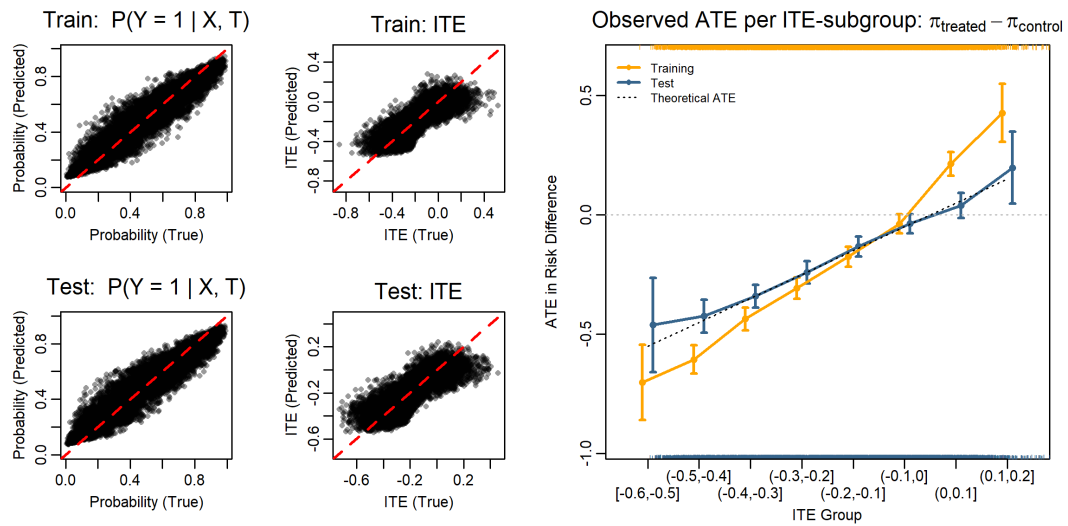 Train:  P(Y = 1 | X, T)
Probability (Predicted)
0.0 0.4 0.8
0.0 0.4 0.8
Probability (True)
Train: ITE
ITE (Predicted)
-0.8 -0.4 0.0 0.4
-0.8 -0.4 0.0 0.4
ITE (True)
Test:  P(Y = 1 | X, T)
Probability (Predicted)
0.0 0.4 0.8
0.0 0.4 0.8
Probability (True)
Test: ITE
ITE (Predicted)
-0.6 -0.2 0.2
-0.6 -0.2 0.2
ITE (True)
Observed ATE per ITE-subgroup: πtreated − πcontrol
Training
Test
Theoretical ATE
ATE in Risk Difference
-1.0 -0.5 0.0 0.5
(-0.5,-0.4] (-0.3,-0.2] (-0.1,0] (0.1,0.2]
[-0.6,-0.5] (-0.4,-0.3] (-0.2,-0.1] (0,0.1]
ITE Group